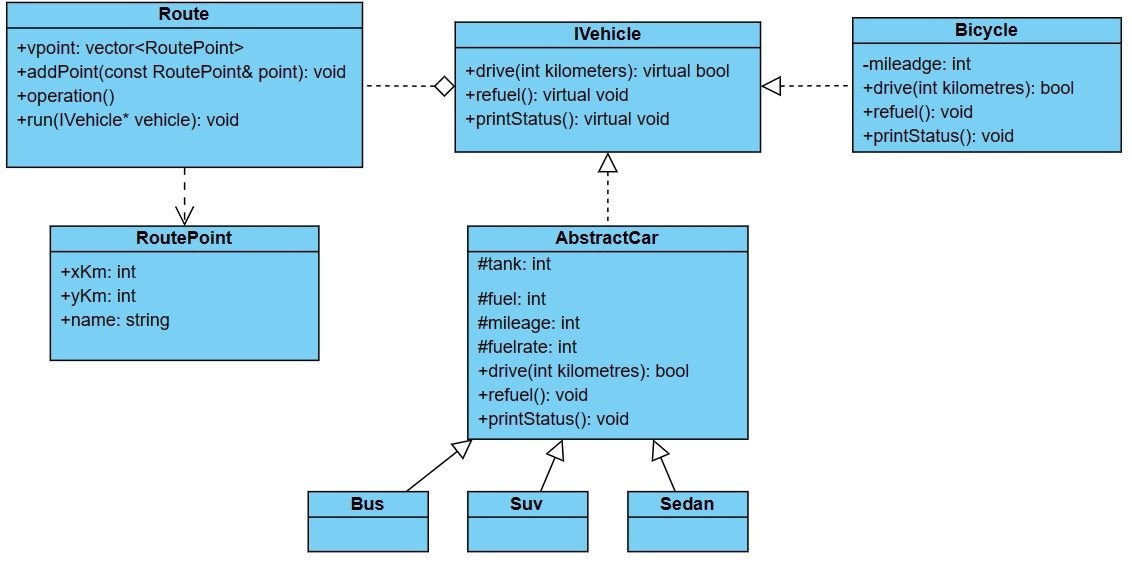 Route
+vpoint: vector<RoutePoint>
+addPoint(const RoutePoint& point): void
+operation()
+run(IVehicle* vehicle): void
IVehicle
+drive(int kilometers): virtual bool
+refuel(): virtual void
+printStatus(): virtual void
Bicycle
-mileadge: int
+drive(int kilometres): bool
+refuel(): void
+printStatus(): void
RoutePoint
+xKm: int
+yKm: int
+name: string
AbstractCar
#tank: int
#fuel: int
#mileage: int
#fuelrate: int
+drive(int kilometres): bool
+refuel(): void
+printStatus(): void
Bus
Suv
Sedan